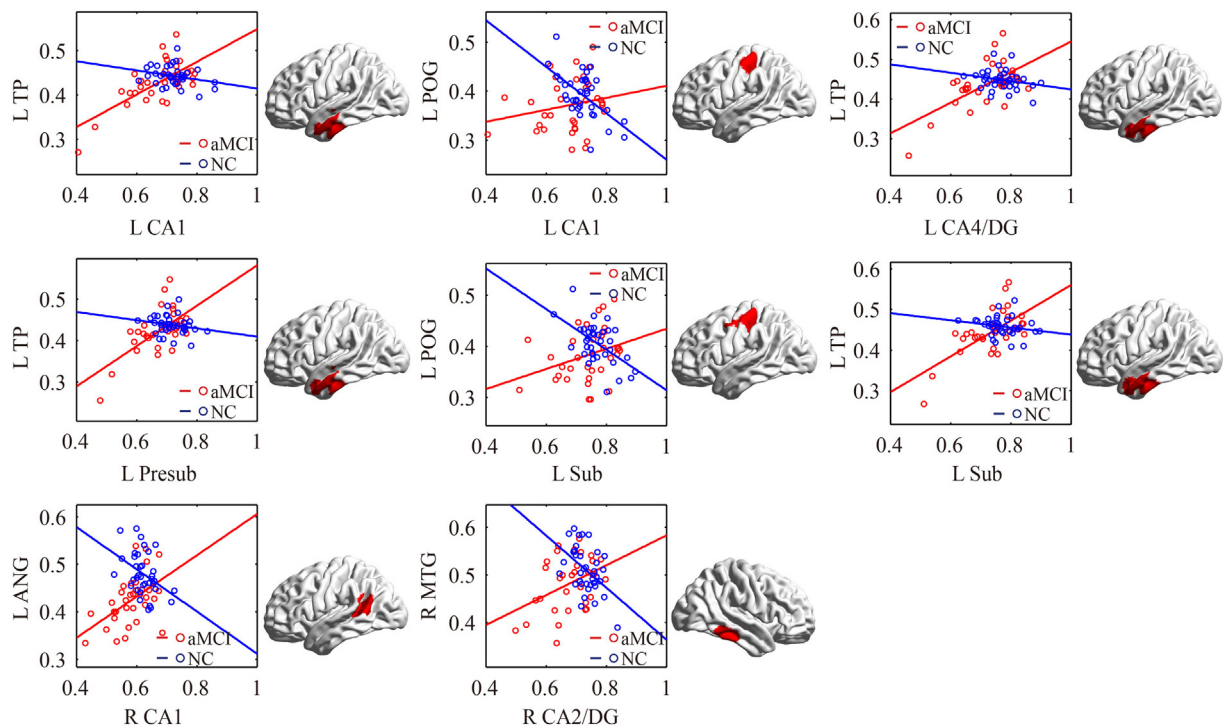 L TP
0.5
0.4
0.3
aMCI
NC
0.4 0.6 0.8 1
L CA1
L POG
0.5
0.4
0.3
aMCI
NC
0.4 0.6 0.8 1
L CA1
L TP
0.6
0.5
0.4
0.3
aMCI
NC
0.4 0.6 0.8 1
L CA4/DG
L TP
0.5
0.4
0.3
aMCI
NC
0.4 0.6 0.8 1
L Presub
L POG
0.5
0.4
0.3
aMCI
NC
0.4 0.6 0.8 1
L Sub
L TP
0.6
0.5
0.4
0.3
aMCI
NC
0.4 0.6 0.8 1
L Sub
L ANG
0.6
0.5
0.4
0.3
aMCI
NC
0.4 0.6 0.8 1
R CA1
R MTG
0.6
0.5
0.4
aMCI
NC
0.4 0.6 0.8 1
R CA2/DG